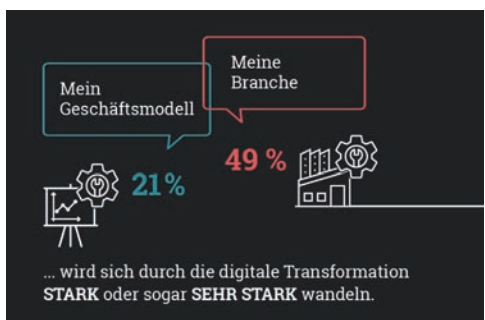 Mein
Geschäftsmodell
Meine
Branche
21%
49 %
... wird sich durch die digitale Transformation
STARK oder sogar SEHR STARK wandeln.